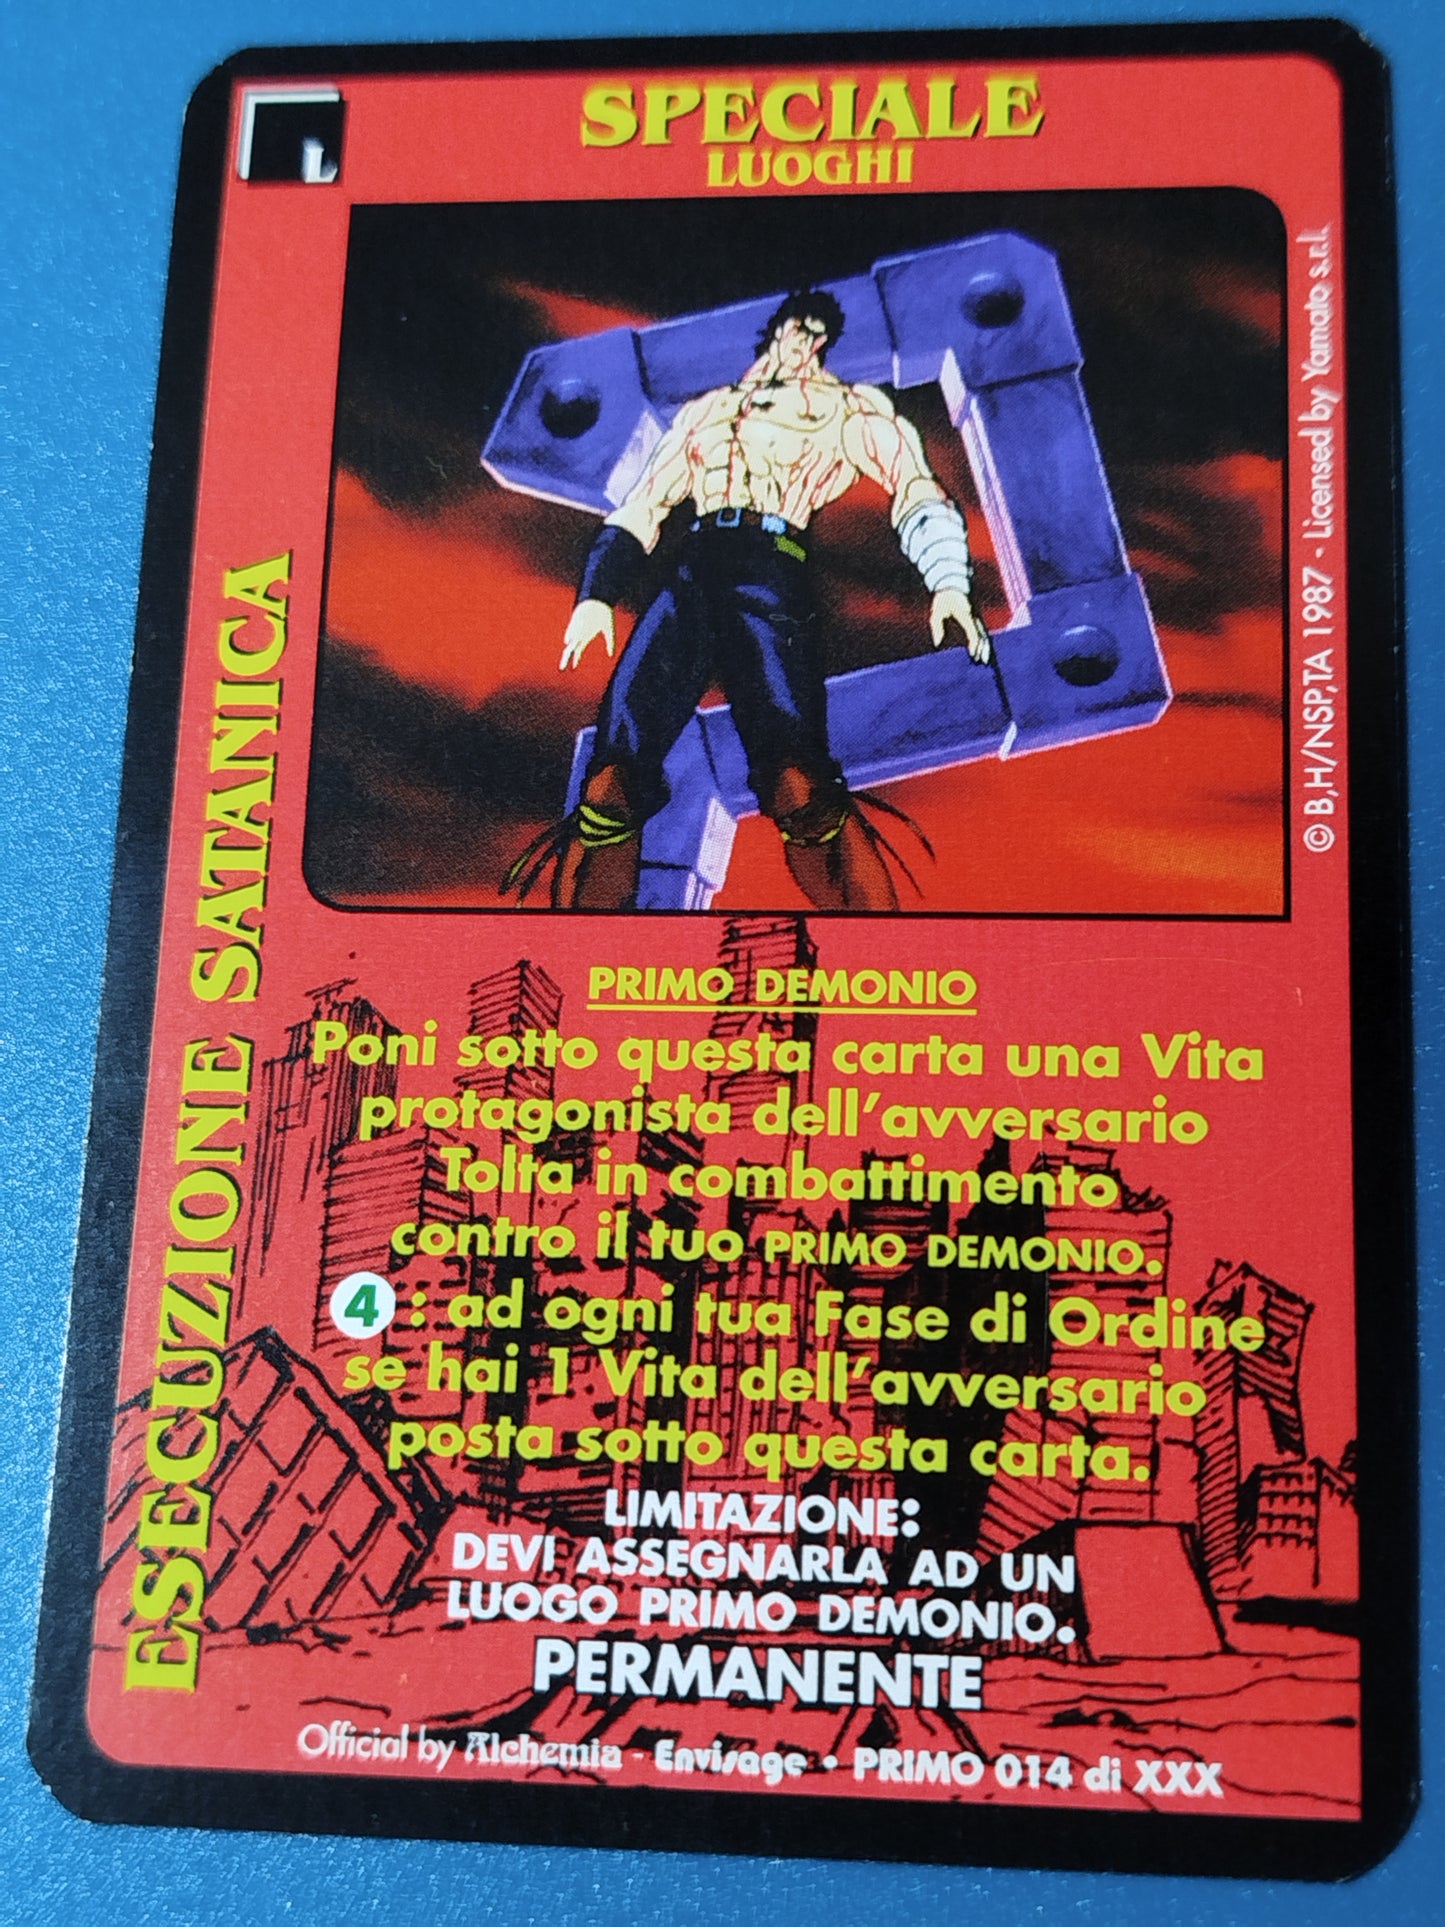 L
SPECIALE
LUOGHI
© B,H/NSP,TA 1987 - Licensed by Yamato s.r.l.
ESECUZIONE SATANICA
PRIMO DEMONIO
Poni sotto questa carta una Vita
protagonista dell'avversario
Tolta in combattimento
contro il tuo PRIMO DEMONIO.
4 : ad ogni tua Fase di Ordine
se hai 1 Vita dell'avversario
posta sotto questa carta.
LIMITAZIONE:
DEVI ASSEGNARLA AD UN
LUOGO PRIMO DEMONIO.
PERMANENTE
Official by Alchemia - Envisage • PRIMO 014 di XXX